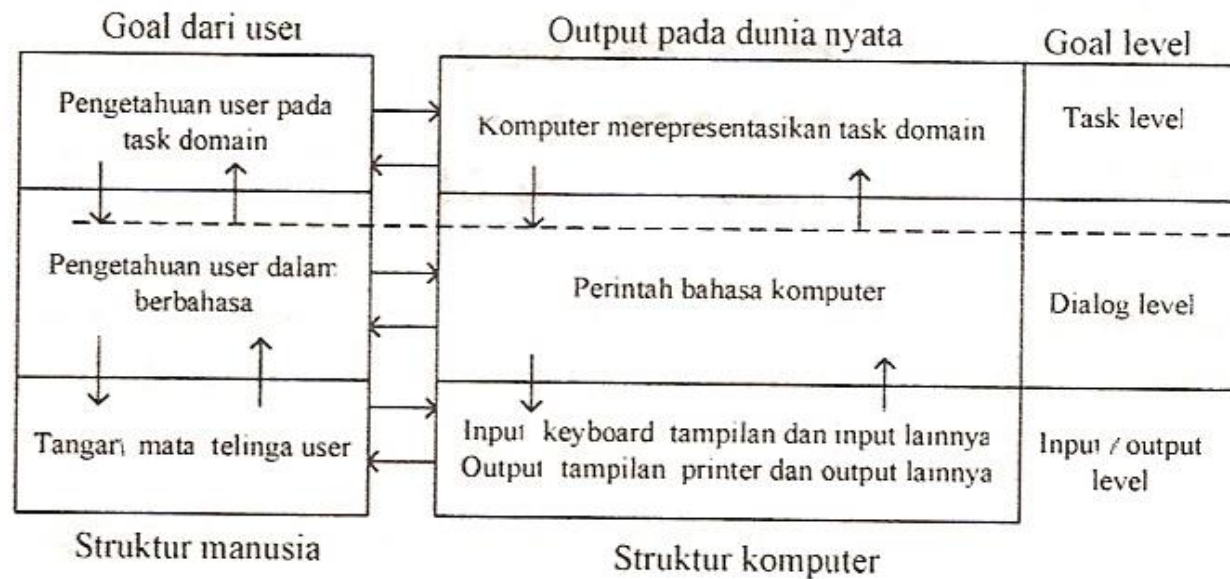 Goal dari user
Output pada dunia nyata
Goal level
Pengetahuan user pada
task domain
Komputer merepresentasikan task domain
Task level
Pengetahuan user dalam
berbahasa
Perintah bahasa komputer
Dialog level
Tangan mata telinga user
Input keyboard tampilan dan input lainnya
Output tampilan printer dan output lainnya
Input / output
level
Struktur manusia
Struktur komputer